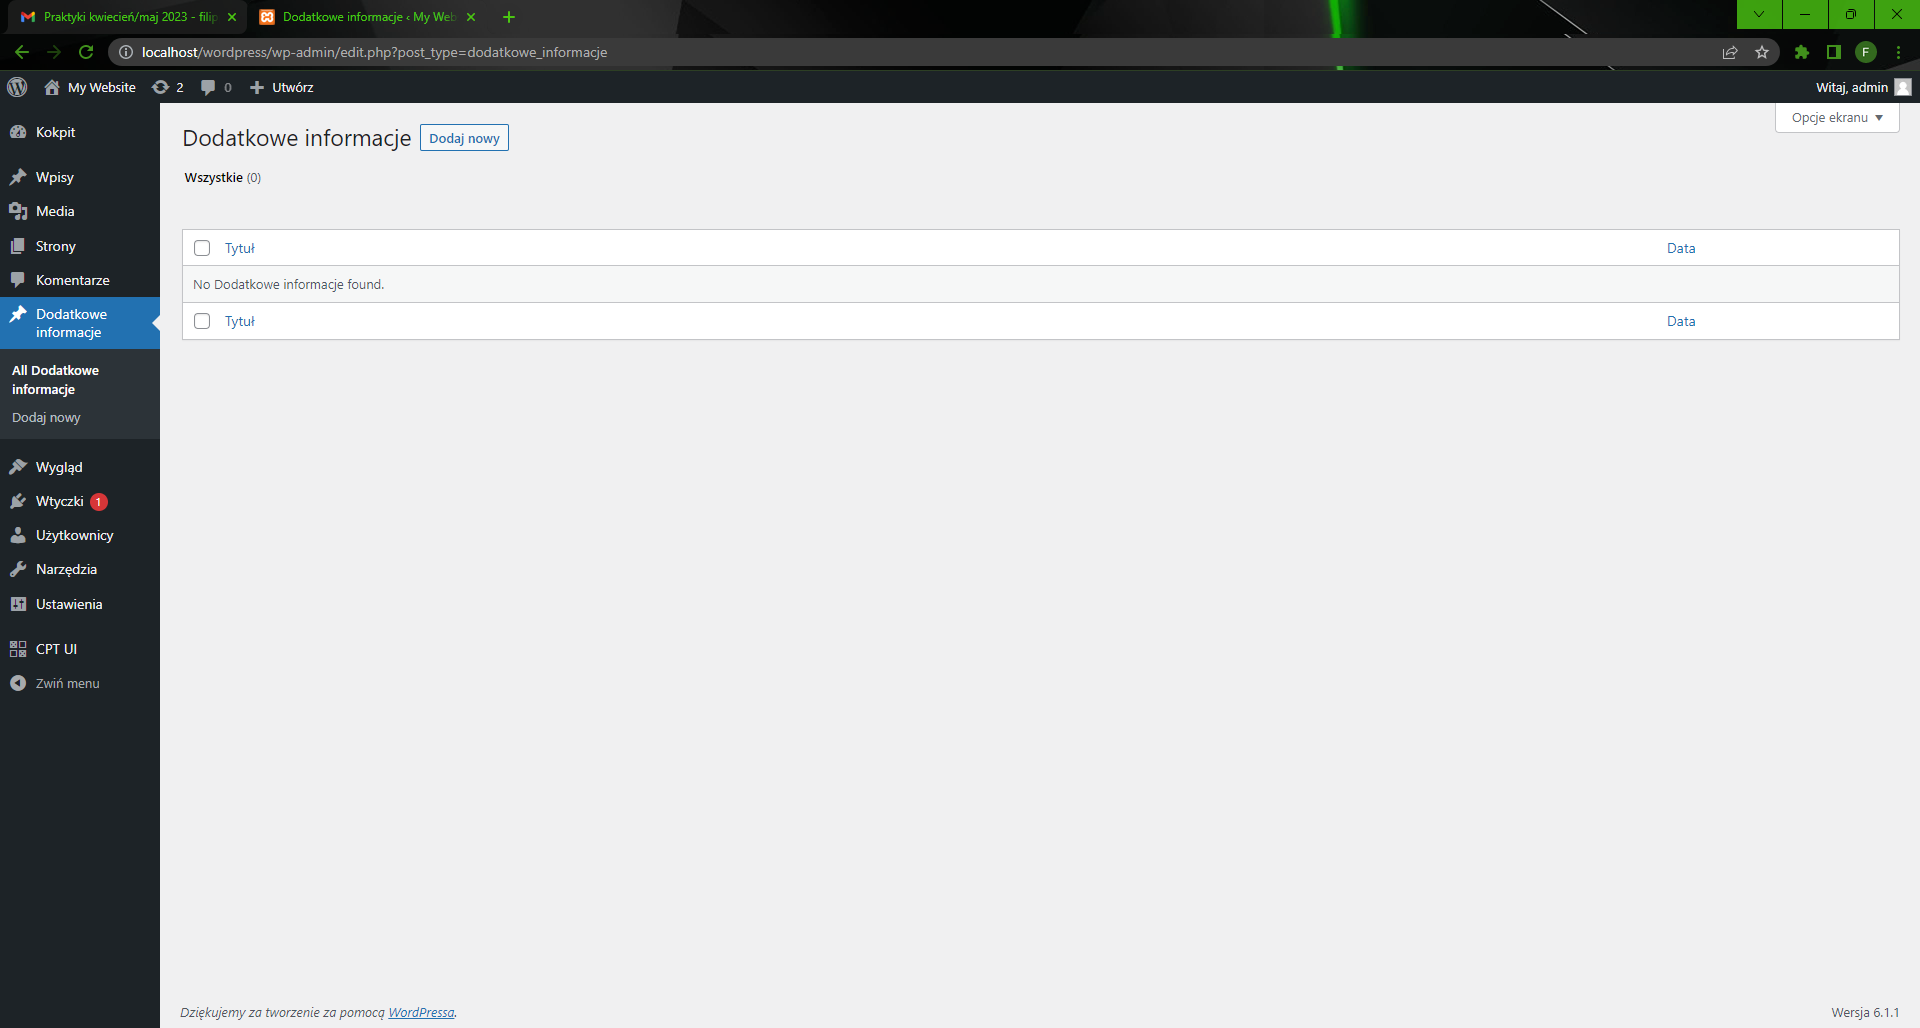 Praktyki kwiecień/maj 2023 - filip
Dodatkowe informacje ‹ My Web
localhost/wordpress/wp-admin/edit.php?post_type=dodatkowe_informacje
F
My Website 2 0 Utwórz
Witaj, admin
Kokpit
Wpisy
Media
Strony
Komentarze
Dodatkowe
informacje
All Dodatkowe
informacje
Dodaj nowy
Wygląd
Wtyczki 1
Użytkownicy
Narzędzia
Ustawienia
CPT UI
Zwiń menu
Opcje ekranu
Dodatkowe informacje Dodaj nowy
Wszystkie (0)
Tytuł Data
No Dodatkowe informacje found.
Tytuł Data
Dziękujemy za tworzenie za pomocą WordPressa.
Wersja 6.1.1